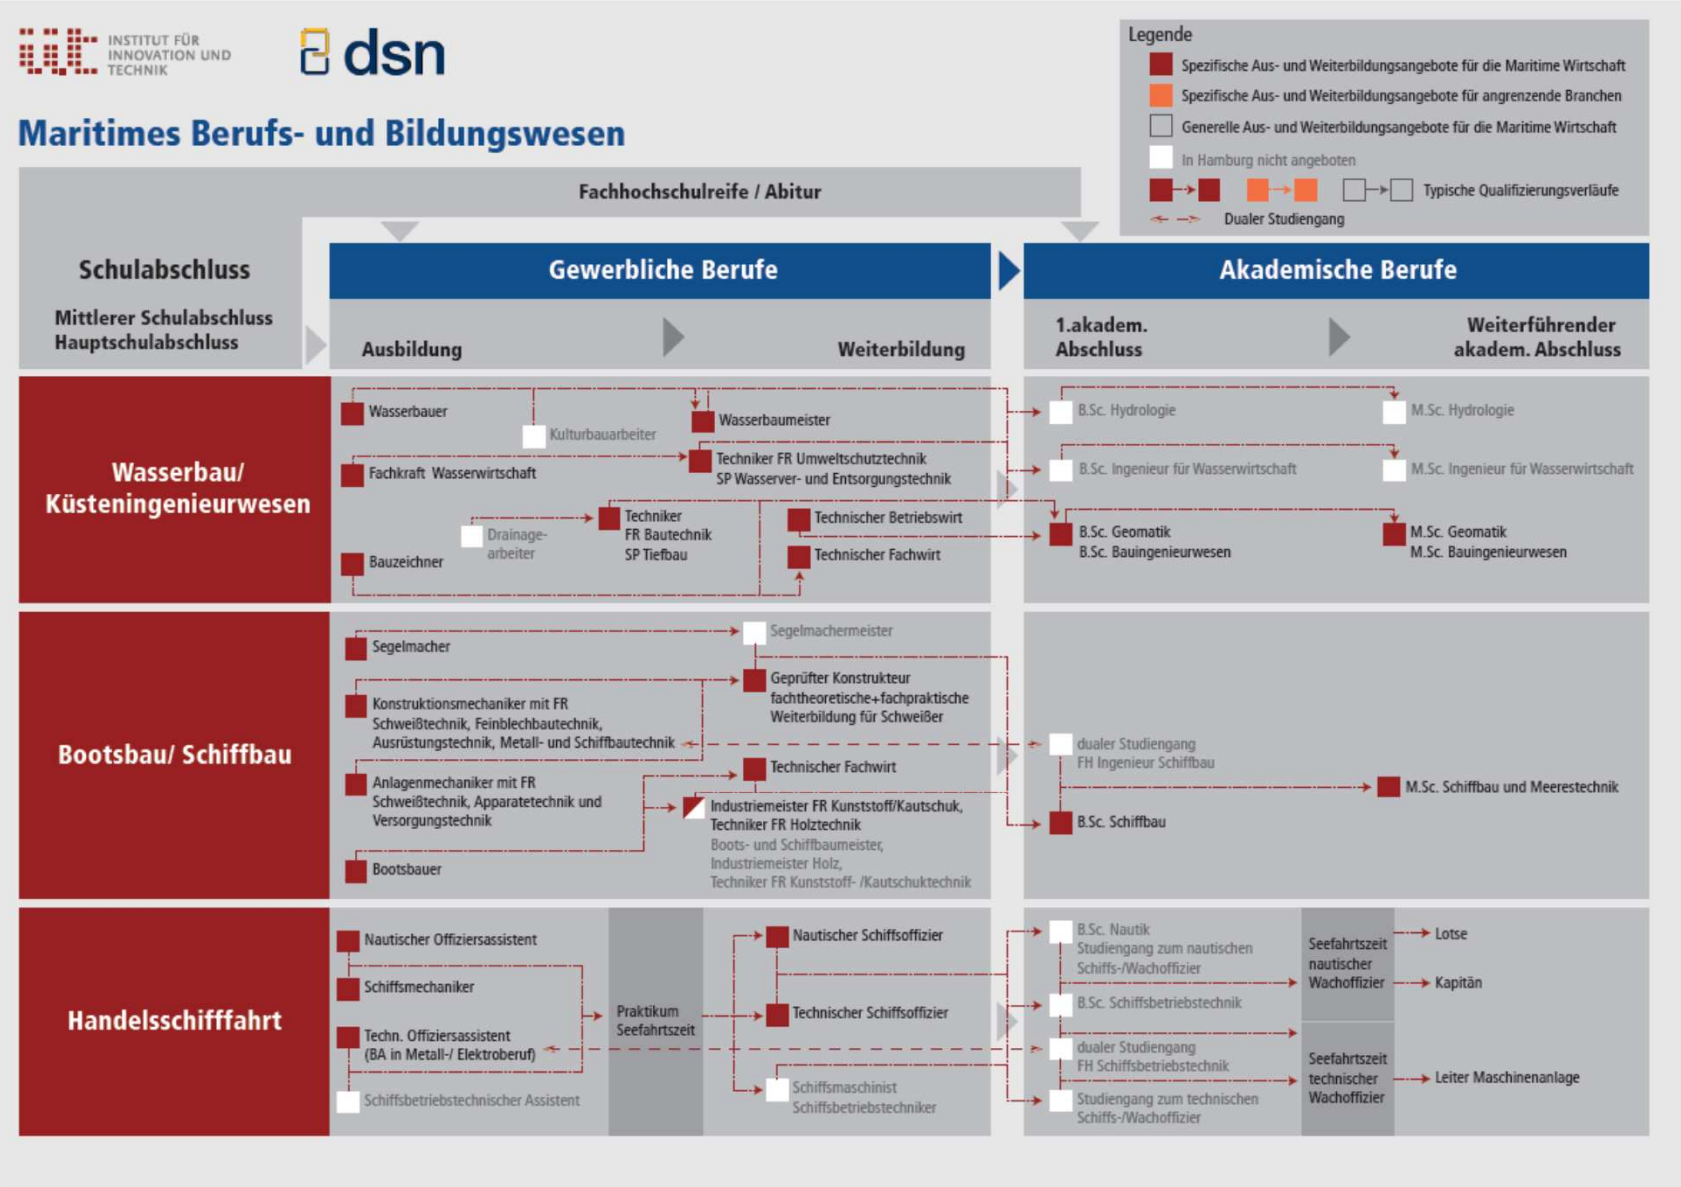 INSTITUT FÜR
INNOVATION UND
TECHNIK
dsn
Maritimes Berufs- und Bildungswesen
Legende
Spezifische Aus- und Weiterbildungsangebote für die Maritime Wirtschaft
Spezifische Aus- und Weiterbildungsangebote für angrenzende Branchen
Generelle Aus- und Weiterbildungsangebote für die Maritime Wirtschaft
In Hamburg nicht angeboten
Typische Qualifizierungsverläufe
Dualer Studiengang
Fachhochschulreife / Abitur
Schulabschluss
Mittlerer Schulabschluss
Hauptschulabschluss
Gewerbliche Berufe
Ausbildung
Weiterbildung
Akademische Berufe
1.akadem.
Abschluss
Weiterführender
akadem. Abschluss
Wasserbau/
Küsteningenieurwesen
Wasserbauer
Kulturbauarbeiter
Wasserbaumeister
Fachkraft Wasserwirtschaft
Techniker FR Umweltschutztechnik
SP Wasserver- und Entsorgungstechnik
Drainage-
arbeiter
Techniker
FR Bautechnik
SP Tiefbau
Technischer Betriebswirt
Technischer Fachwirt
Bauzeichner
B.Sc. Hydrologie
M.Sc. Hydrologie
B.Sc. Ingenieur für Wasserwirtschaft
M.Sc. Ingenieur für Wasserwirtschaft
B.Sc. Geomatik
B.Sc. Bauingenieurwesen
M.Sc. Geomatik
M.Sc. Bauingenieurwesen
Bootsbau/ Schiffbau
Segelmacher
Segelmachermeister
Konstruktionsmechaniker mit FR
Schweißtechnik, Feinblechbautechnik,
Ausrüstungstechnik, Metall- und Schiffbautechnik
Geprüfter Konstrukteur
fachtheoretische+fachpraktische
Weiterbildung für Schweißer
Anlagenmechaniker mit FR
Schweißtechnik, Apparatetechnik und
Versorgungstechnik
Technischer Fachwirt
Industriemeister FR Kunststoff/Kautschuk,
Techniker FR Holztechnik
Boots- und Schiffbaumeister,
Industriemeister Holz,
Techniker FR Kunststoff- /Kautschuktechnik
Bootsbauer
dualer Studiengang
FH Ingenieur Schiffbau
M.Sc. Schiffbau und Meerestechnik
B.Sc. Schiffbau
Handelsschifffahrt
Nautischer Offiziersassistent
Schiffsmechaniker
Techn. Offiziersassistent
(BA in Metall-/ Elektroberuf)
Schiffsbetriebstechnischer Assistent
Praktikum
Seefahrtszeit
Nautischer Schiffsoffizier
Technischer Schiffsoffizier
Schiffsmaschinist
Schiffsbetriebstechniker
B.Sc. Nautik
Studiengang zum nautischen
Schiffs-/Wachoffizier
B.Sc. Schiffsbetriebstechnik
dualer Studiengang
FH Schiffsbetriebstechnik
Studiengang zum technischen
Schiffs-/Wachoffizier
Seefahrtszeit
nautischer
Wachoffizier
Lotse
Kapitän
Seefahrtszeit
technischer
Wachoffizier
Leiter Maschinenanlage